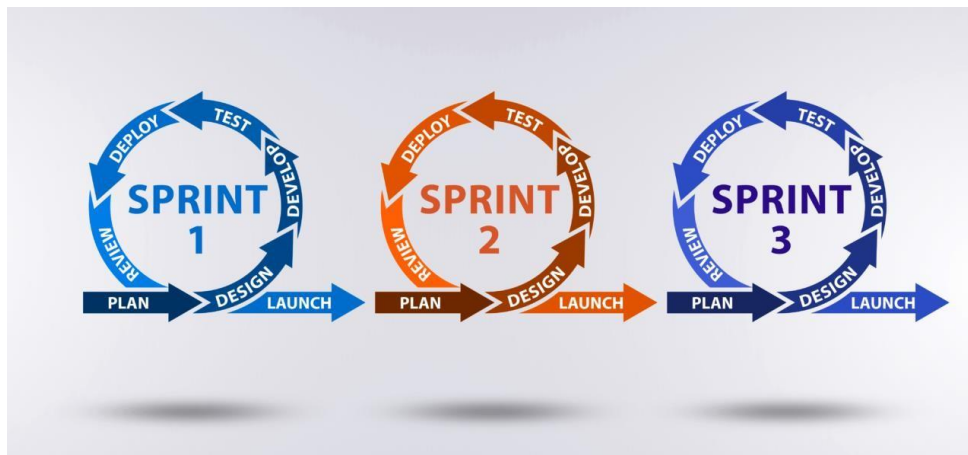 SPRINT
1
PLAN
DESIGN
DEVELOP
TEST
DEPLOY
REVIEW
LAUNCH
SPRINT
2
PLAN
DESIGN
DEVELOP
TEST
DEPLOY
REVIEW
LAUNCH
SPRINT
3
PLAN
DESIGN
DEVELOP
TEST
DEPLOY
REVIEW
LAUNCH